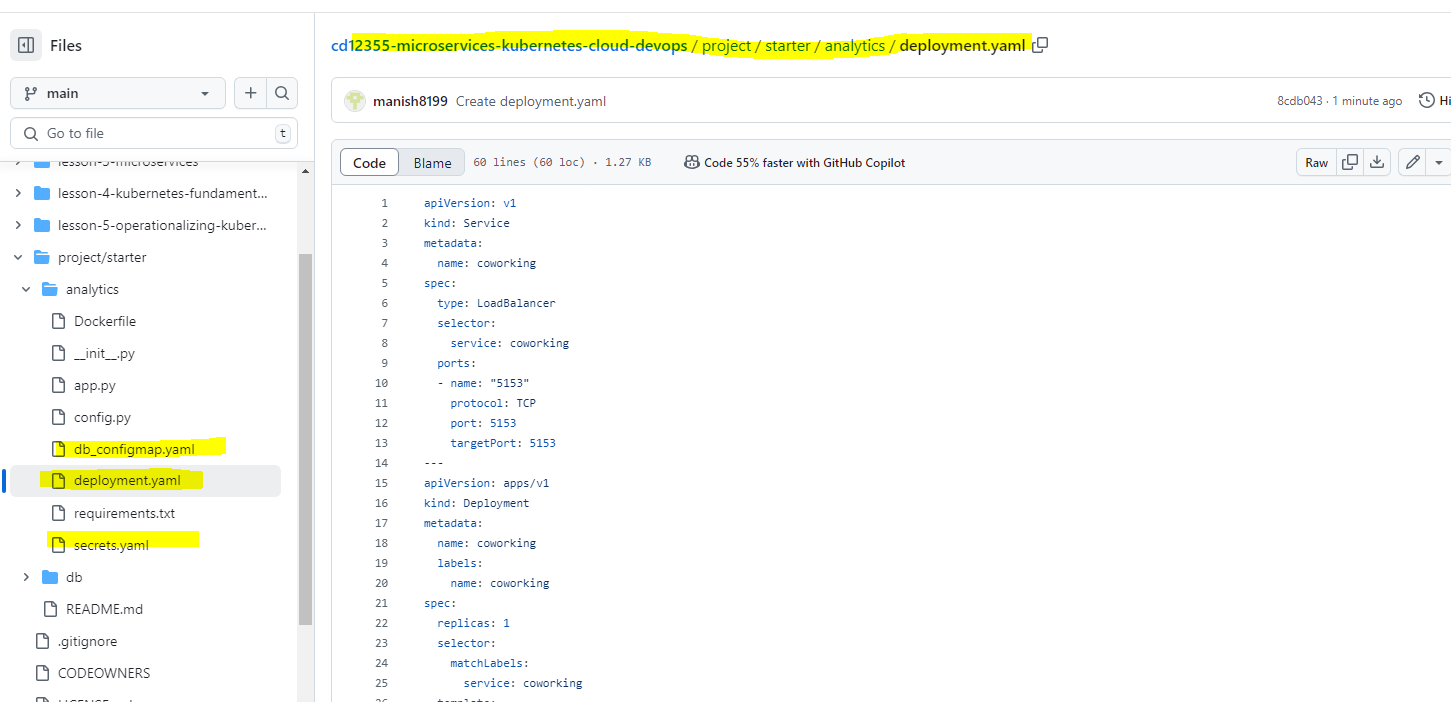 Files
main
Go to file
t
lesson-3-microservices
lesson-4-kubernetes-fundament...
lesson-5-operationalizing-kuber...
project/starter
analytics
Dockerfile
__init__.py
app.py
config.py
db_configmap.yaml
deployment.yaml
requirements.txt
secrets.yaml
db
README.md
.gitignore
CODEOWNERS
cd12355-microservices-kubernetes-cloud-devops / project / starter / analytics / deployment.yaml
manish8199 Create deployment.yaml 8cdb043 · 1 minute ago Hi
Code Blame 60 lines (60 loc) · 1.27 KB Code 55% faster with GitHub Copilot Raw
1 apiVersion: v1
2 kind: Service
3 metadata:
4   name: coworking
5 spec:
6   type: LoadBalancer
7   selector:
8     service: coworking
9   ports:
10   - name: "5153"
11     protocol: TCP
12     port: 5153
13     targetPort: 5153
14 ---
15 apiVersion: apps/v1
16 kind: Deployment
17 metadata:
18   name: coworking
19   labels:
20     name: coworking
21 spec:
22   replicas: 1
23   selector:
24     matchLabels:
25       service: coworking
26   template: